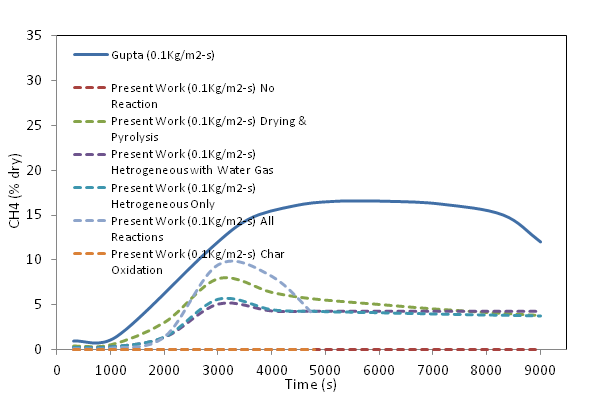 35
30
25
20
15
10
5
0
CH4 (% dry)
Gupta (0.1Kg/m2-s)
Present Work (0.1Kg/m2-s) No
Reaction
Present Work (0.1Kg/m2-s) Drying &
Pyrolysis
Present Work (0.1Kg/m2-s)
Hetrogeneous with Water Gas
Present Work (0.1Kg/m2-s)
Hetrogeneous Only
Present Work (0.1Kg/m2-s) All
Reactions
Present Work (0.1Kg/m2-s) Char
Oxidation
0 1000 2000 3000 4000 5000 6000 7000 8000 9000
Time (s)